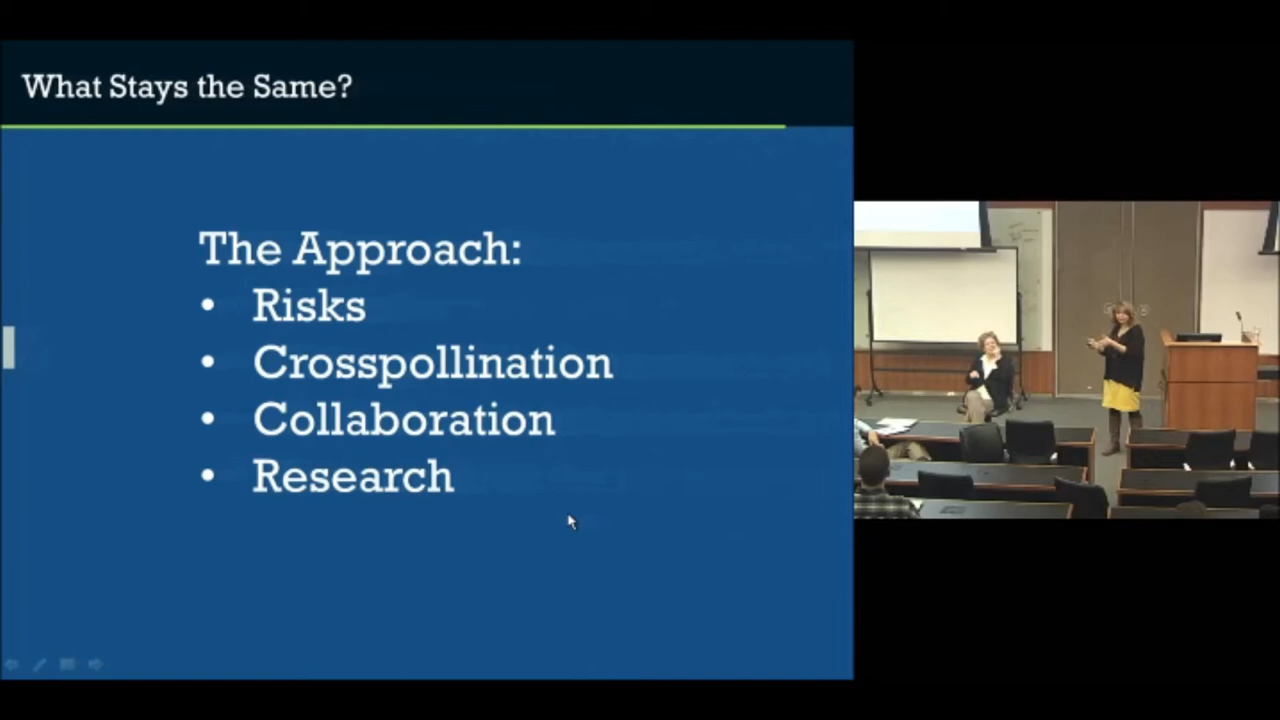 What Stays the Same?
The Approach:
• Risks
• Crosspollination
• Collaboration
• Research